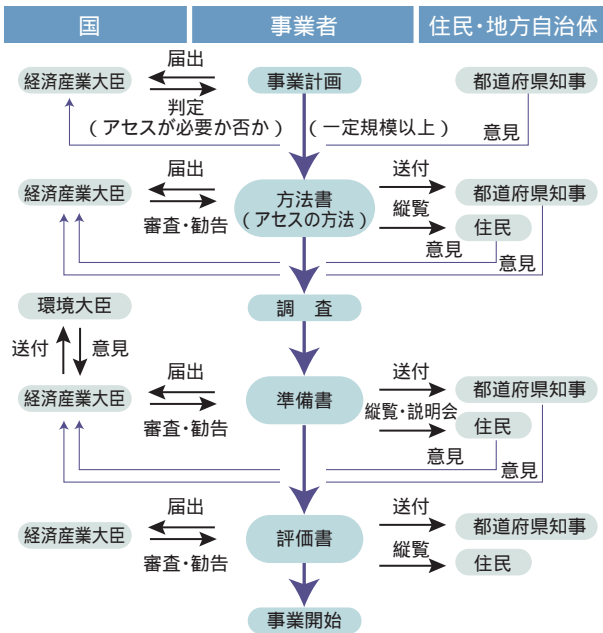 国 事業者 住民・地方自治体
届出
経済産業大臣 事業計画 都道府県知事
判定
(アセスが必要か否か) (一定規模以上) 意見
届出 送付
経済産業大臣 方法書 都道府県知事
(アセスの方法) 縦覧 住民
審査・勧告 意見
意見
環境大臣 調 査
送付 意見
届出 送付
経済産業大臣 準備書 都道府県知事
縦覧・説明会 住民
審査・勧告
意見
意見
届出 送付
経済産業大臣 評価書 都道府県知事
縦覧 住民
審査・勧告
事業開始